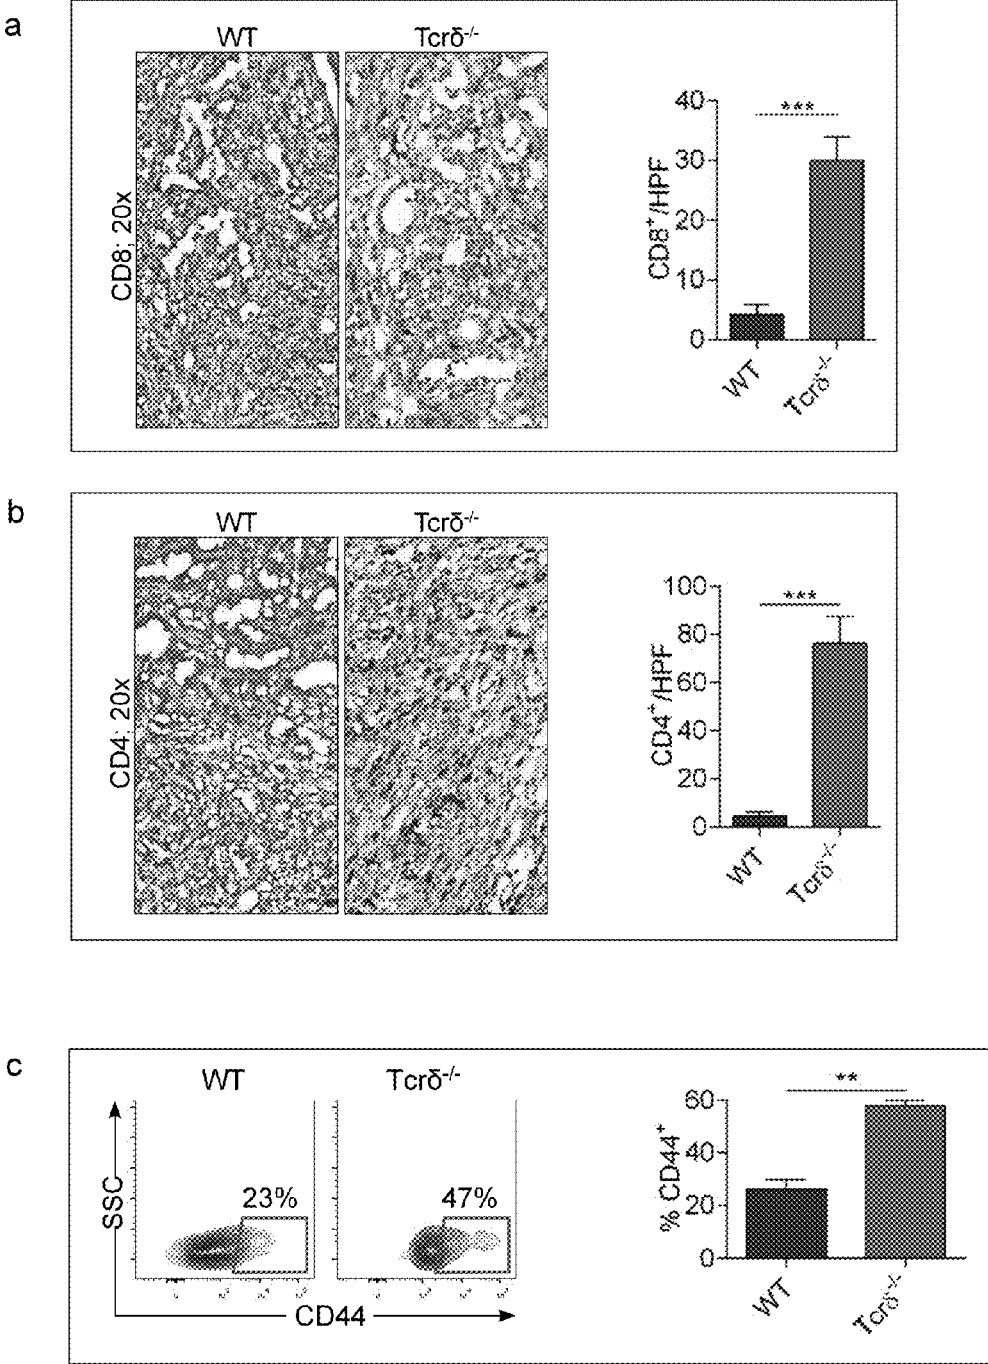 a
WT
Tcrδ-/-
CD8; 20x
CD8+/HPF
40
30
20
10
0
***
WT
Tcrδ-/-
b
WT
Tcrδ-/-
CD4; 20x
CD4+/HPF
100
80
60
40
20
0
***
WT
Tcrδ-/-
c
WT
Tcrδ-/-
SSC
23%
47%
CD44
% CD44+
60
40
20
0
**
WT
Tcrδ-/-